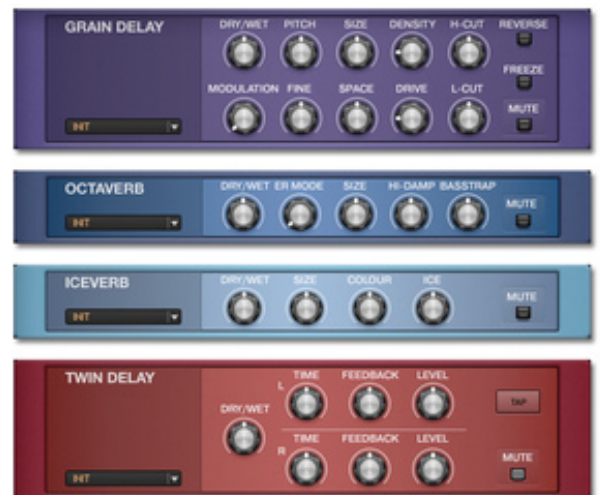 GRAIN DELAY
DRY/WET PITCH SIZE DENSITY H-CUT REVERSE
FREEZE
MODULATION FINE SPACE DRIVE L-CUT
MUTE
INIT
OCTAVERB
DRY/WET ER MODE SIZE HI-DAMP BASSTRAP
MUTE
INIT
ICEVERB
DRY/WET SIZE COLOUR ICE
MUTE
INIT
TWIN DELAY
TIME FEEDBACK LEVEL
L
TAP
DRY/WET
TIME FEEDBACK LEVEL
R
MUTE
INIT